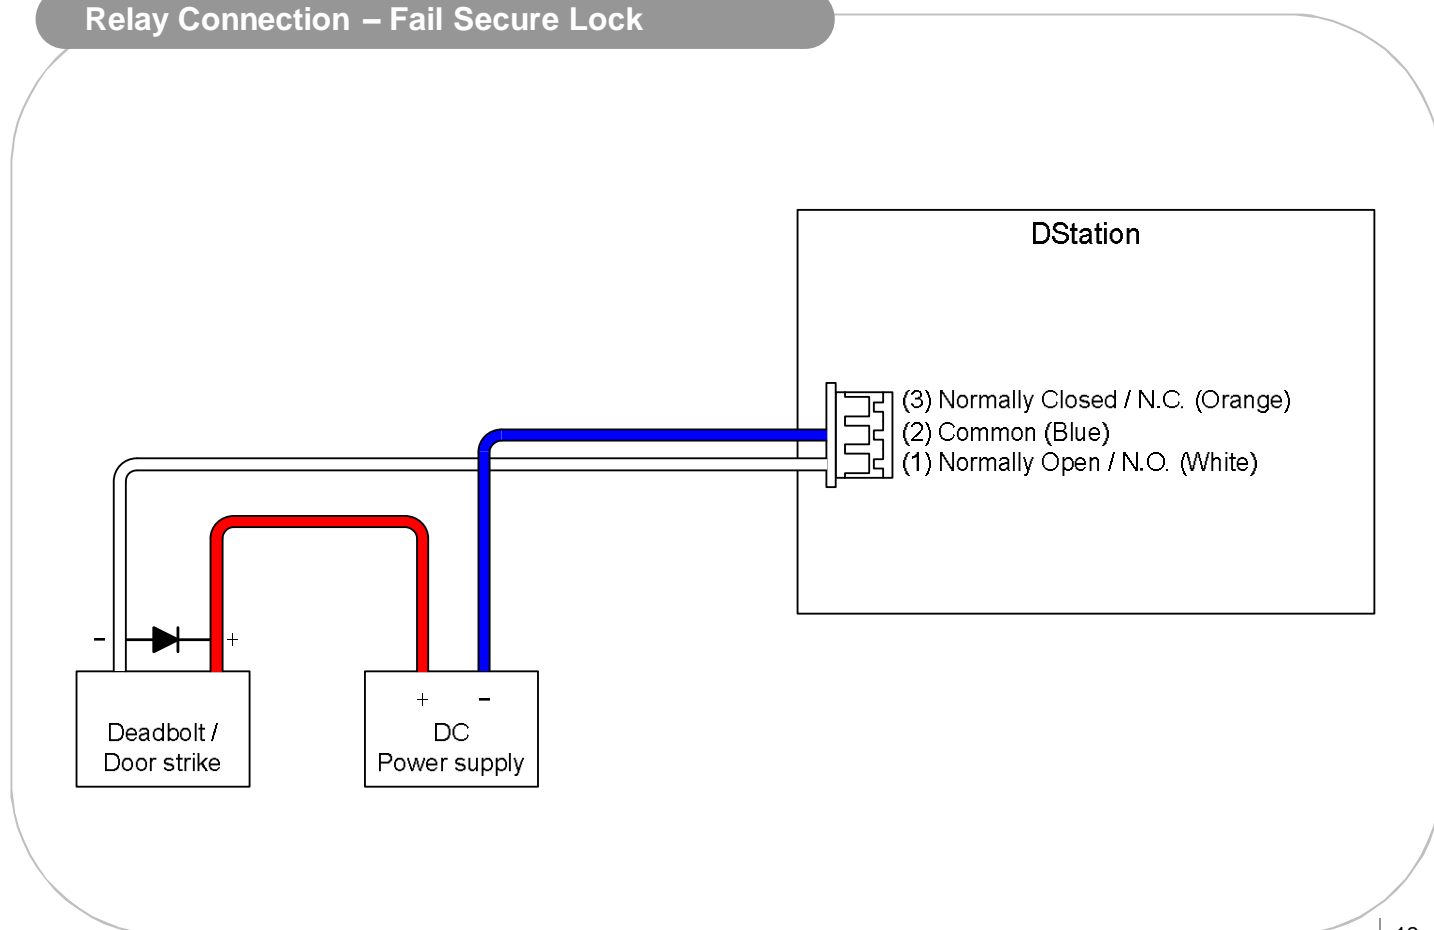 Relay Connection – Fail Secure Lock
DStation
(3) Normally Closed / N.C. (Orange)
(2) Common (Blue)
(1) Normally Open / N.O. (White)
− +
+ −
Deadbolt /
Door strike
DC
Power supply